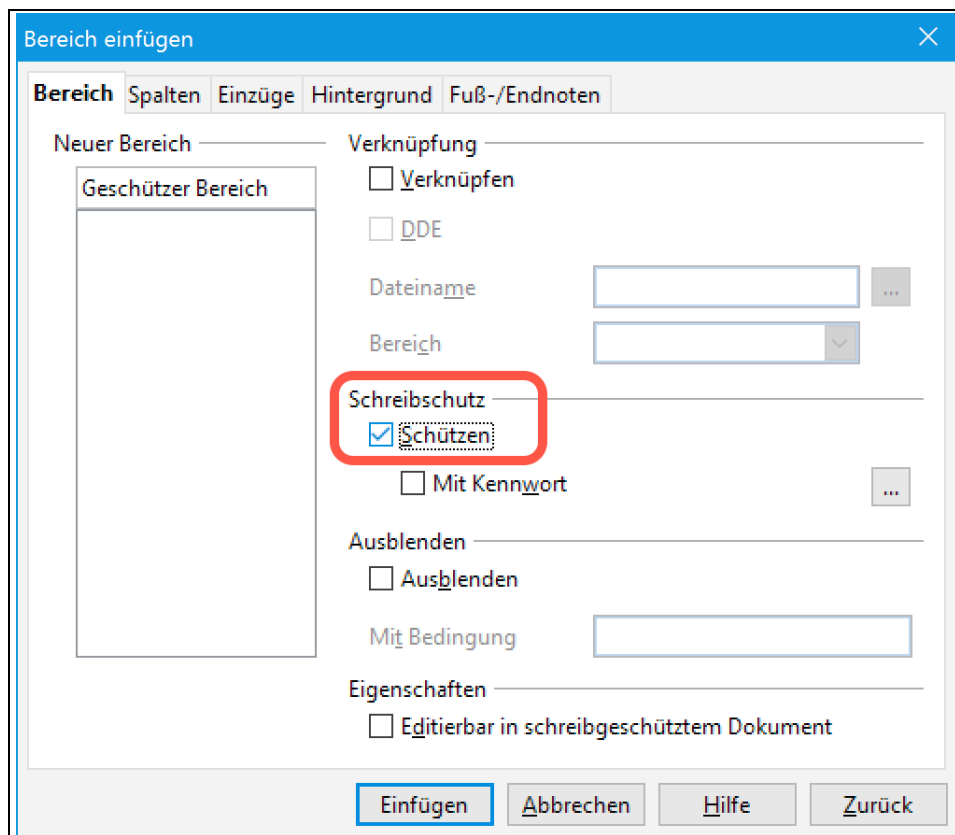 Bereich einfügen
Bereich Spalten Einzüge Hintergrund Fuß-/Endnoten
Neuer Bereich
Geschützer Bereich
Verknüpfung
Verknüpfen
DDE
Dateiname
...
Bereich
Schreibschutz
Schützen
Mit Kennwort
...
Ausblenden
Ausblenden
Mit Bedingung
Eigenschaften
Editierbar in schreibgeschütztem Dokument
Einfügen Abbrechen Hilfe Zurück